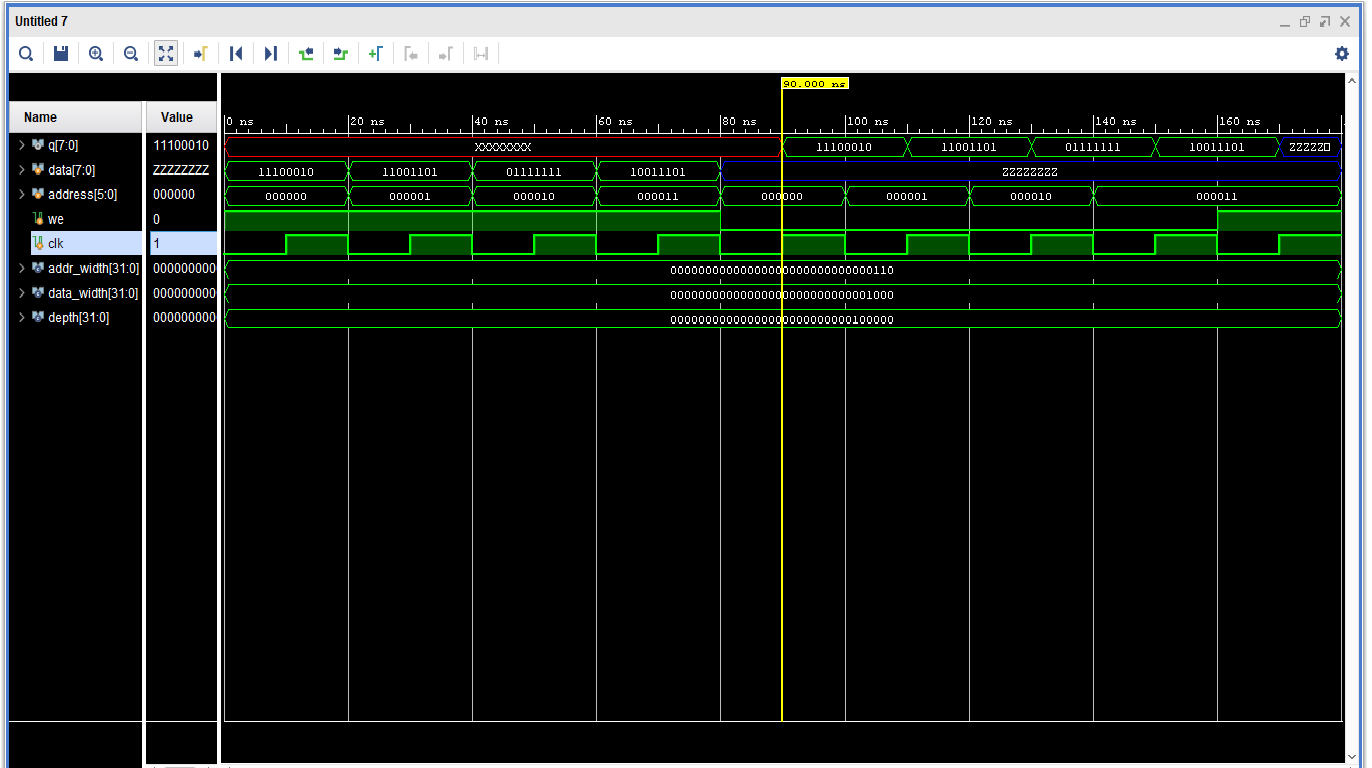 Untitled 7
90.000 ns
Name Value
0 ns 20 ns 40 ns 60 ns 80 ns 100 ns 120 ns 140 ns 160 ns
q[7:0] 11100010 XXXXXXXX 11100010 11001101 01111111 10011101 ZZZZZ
data[7:0] ZZZZZZZZ 11100010 11001101 01111111 10011101 ZZZZZZZZ
address[5:0] 000000 000000 000001 000010 000011 000000 000001 000010 000011
we 0
clk 1
addr_width[31:0] 000000000 00000000000000000000000000000110
data_width[31:0] 000000000 00000000000000000000000000001000
depth[31:0] 000000000 00000000000000000000000000100000